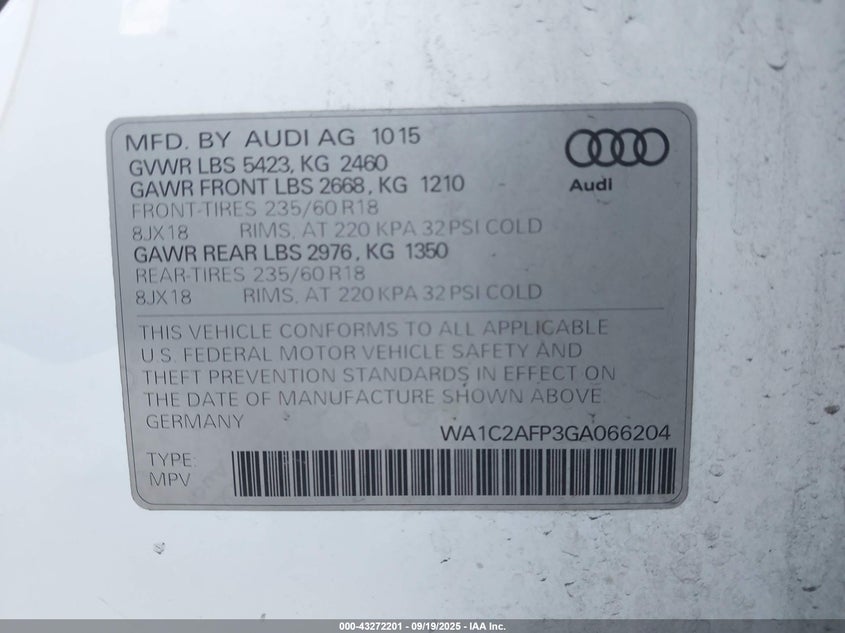 MFD. BY AUDI AG 10 15
GVWR LBS 5423, KG 2460
GAWR FRONT LBS 2668, KG 1210
FRONT-TIRES 235/60 R18
8JX18 RIMS, AT 220 KPA 32 PSI COLD
GAWR REAR LBS 2976, KG 1350
REAR-TIRES 235/60 R18
8JX18 RIMS, AT 220 KPA 32 PSI COLD
Audi
THIS VEHICLE CONFORMS TO ALL APPLICABLE
U.S. FEDERAL MOTOR VEHICLE SAFETY AND
THEFT PREVENTION STANDARDS IN EFFECT ON
THE DATE OF MANUFACTURE SHOWN ABOVE.
GERMANY
WA1C2AFP3GA066204
TYPE:
MPV
000-43272201 - 09/19/2025 - IAA Inc.